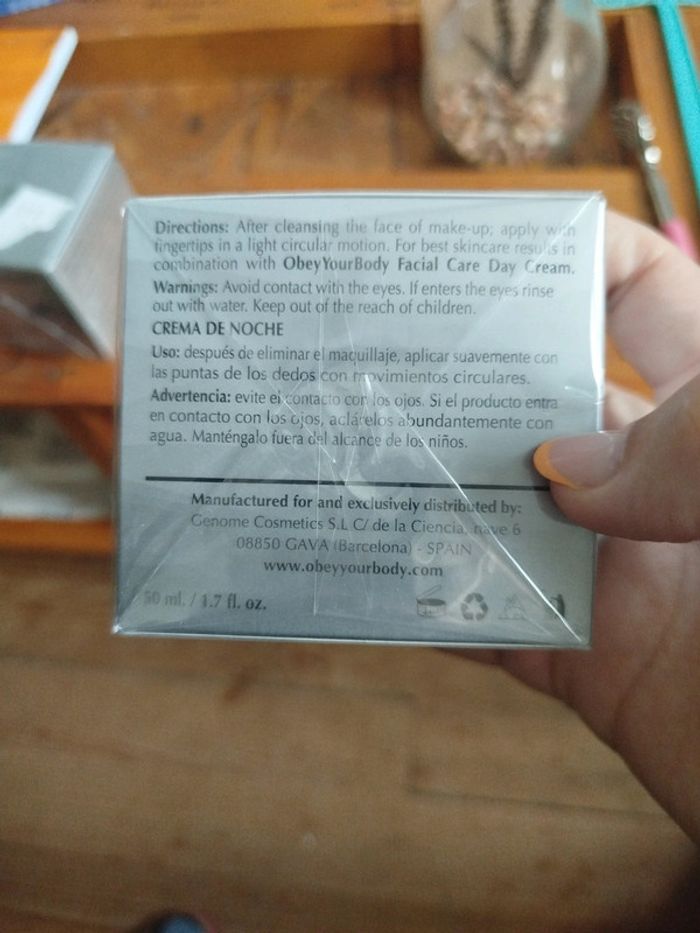 Directions: After cleansing the face of make-up; apply with
fingertips in a light circular motion. For best skincare results in
combination with ObeyYourBody Facial Care Day Cream.
Warnings: Avoid contact with the eyes. If enters the eyes rinse
out with water. Keep out of the reach of children.
CREMA DE NOCHE
Uso: después de eliminar el maquillaje, aplicar suavemente con
las puntas de los dedos con movimientos circulares.
Advertencia: evite el contacto con los ojos. Si el producto entra
en contacto con los ojos, aclárelos abundantemente con
agua. Manténgalo fuera del alcance de los niños.
Manufactured for and exclusively distributed by:
Genome Cosmetics S.L C/ de la Ciencia, nave 6
08850 GAVA (Barcelona) - SPAIN
www.obeyyourbody.com
50 ml. / 1.7 fl. oz.